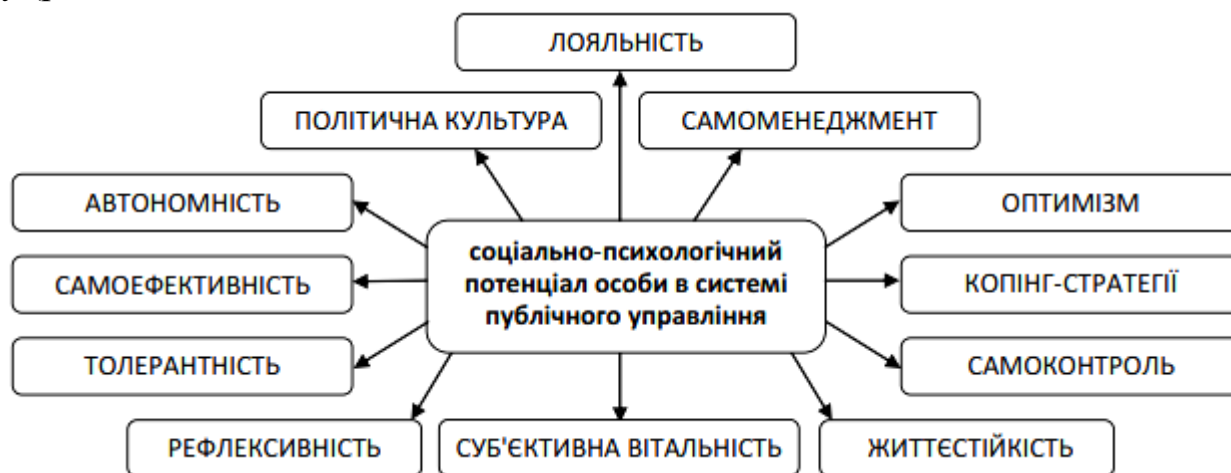 ЛОЯЛЬНІСТЬ
ПОЛІТИЧНА КУЛЬТУРА
САМОМЕНЕДЖМЕНТ
АВТОНОМНІСТЬ
ОПТИМІЗМ
соціально-психологічний
потенціал особи в системі
публічного управління
САМОЕФЕКТИВНІСТЬ
КОПІНГ-СТРАТЕГІЇ
ТОЛЕРАНТНІСТЬ
САМОКОНТРОЛЬ
РЕФЛЕКСИВНІСТЬ
СУБ'ЄКТИВНА ВІТАЛЬНІСТЬ
ЖИТТЄСТІЙКІСТЬ